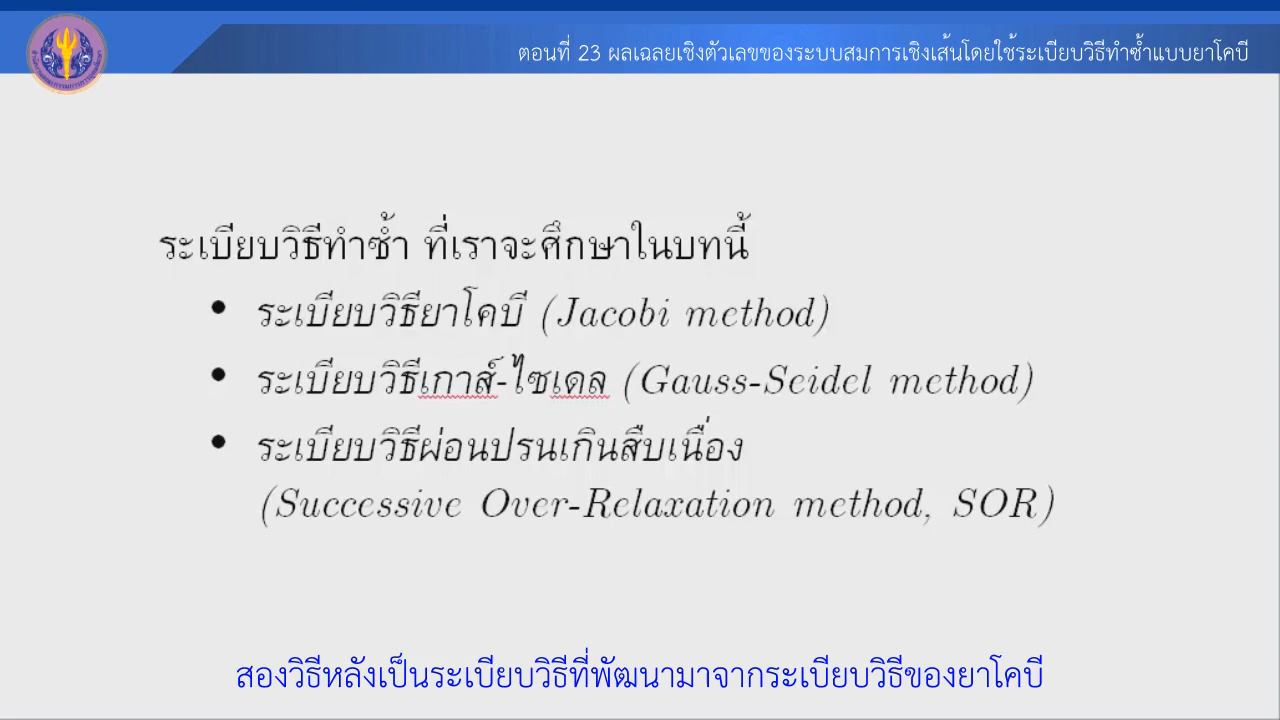 ตอนที่ 23 ผลเฉลยเชิงตัวเลขของระบบสมการเชิงเส้นโดยใช้ระเบียบวิธีทำซ้ำแบบยาโคบี
ระเบียบวิธีทำซ้ำ ที่เราจะศึกษาในบทนี้
• ระเบียบวิธียาโคบี (Jacobi method)
• ระเบียบวิธีเกาส์-ไซเดล (Gauss-Seidel method)
• ระเบียบวิธีผ่อนปรนเกินสืบเนื่อง
(Successive Over-Relaxation method, SOR)
สองวิธีหลังเป็นระเบียบวิธีที่พัฒนามาจากระเบียบวิธีของยาโคบี